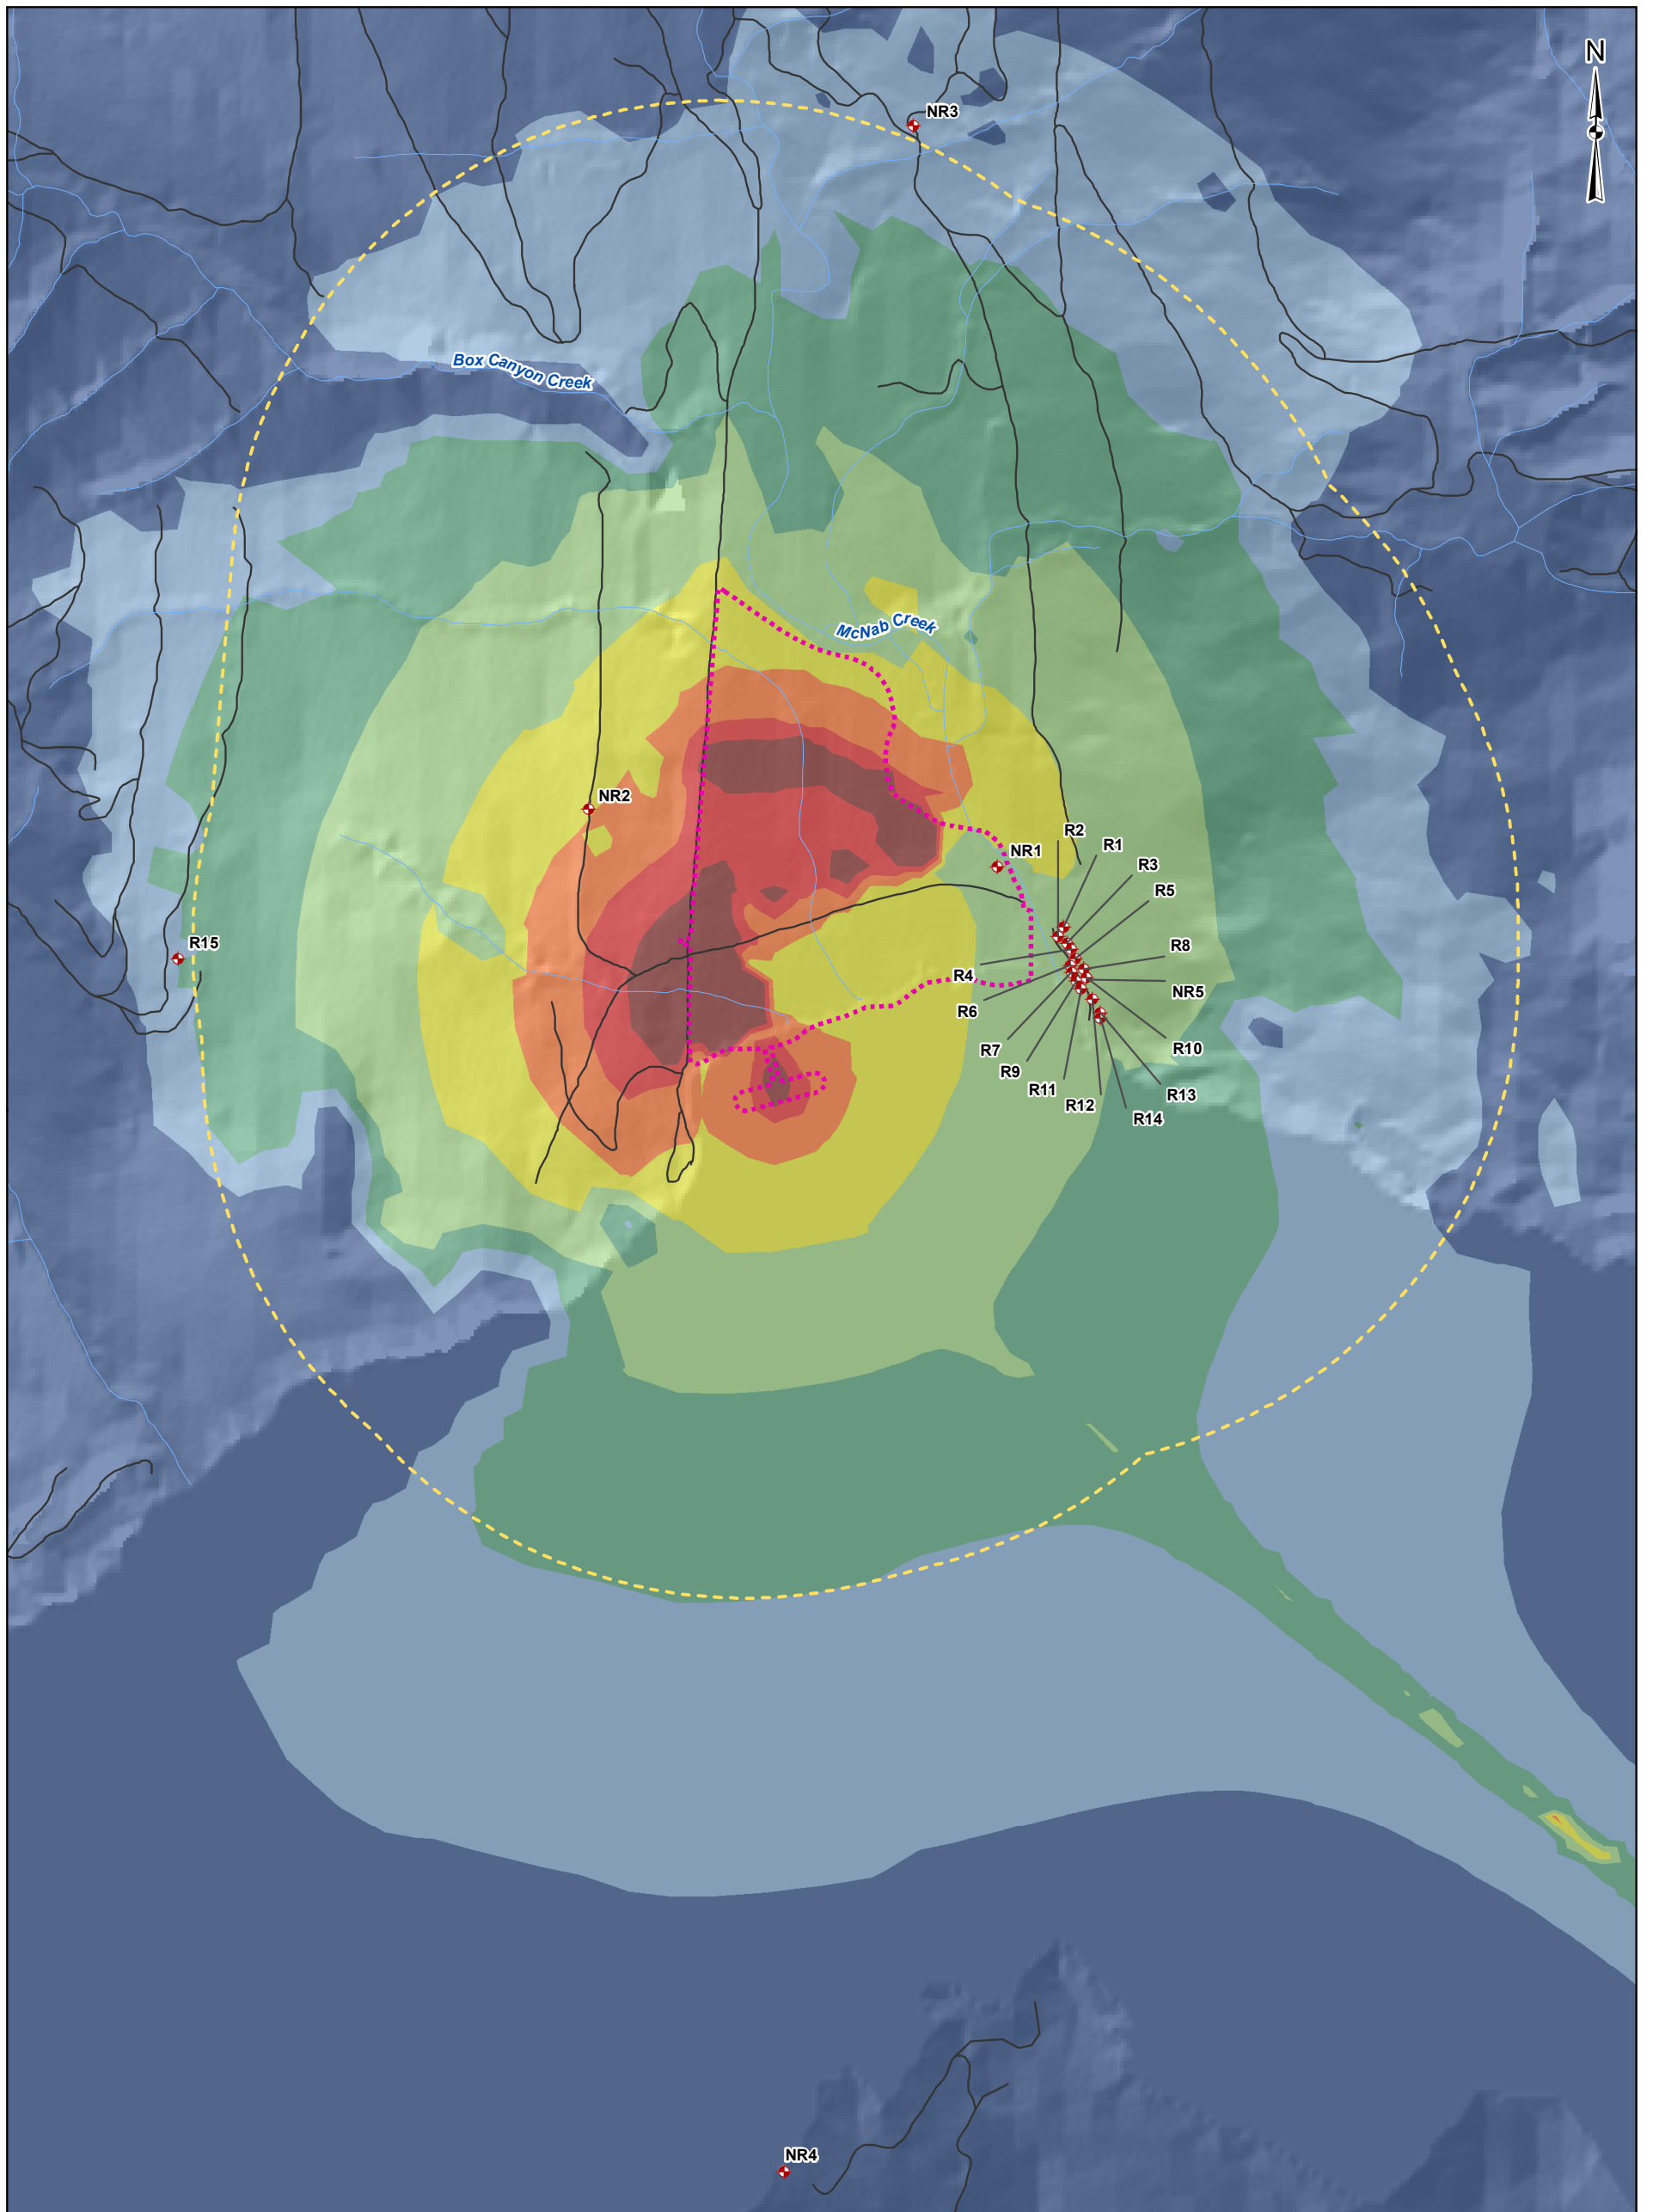 N
NR3
Box Canyon Creek
McNab Creek
NR2
R2
R1
NR1
R3
R5
R15
R8
R4
NR5
R6
R7
R10
R9
R11
R13
R12
R14
NR4